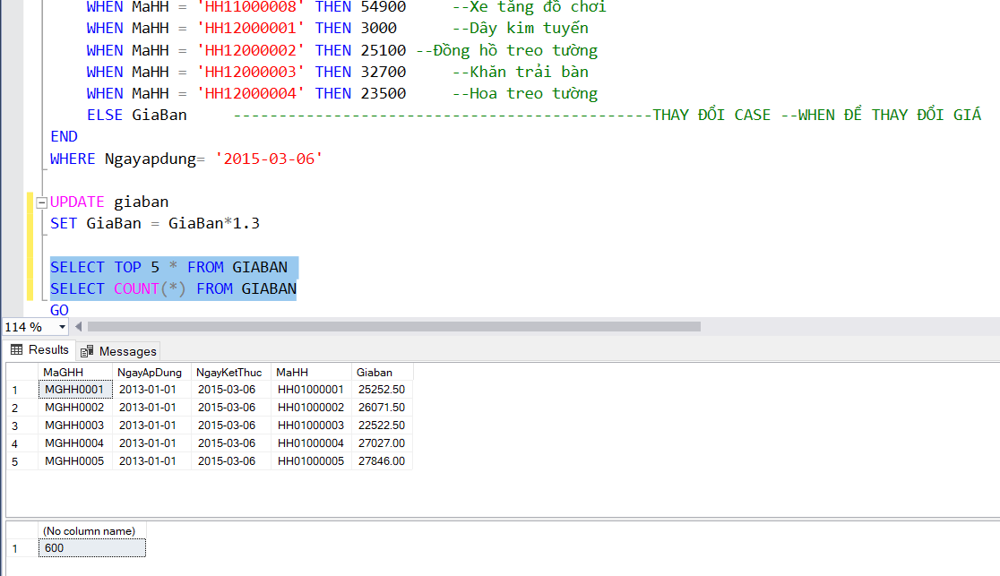 WHEN MaHH = 'HH11000008' THEN 54900 --Xe tăng đồ chơi
WHEN MaHH = 'HH12000001' THEN 3000 --Dây kim tuyến
WHEN MaHH = 'HH12000002' THEN 25100 --Đồng hồ treo tường
WHEN MaHH = 'HH12000003' THEN 32700 --Khăn trải bàn
WHEN MaHH = 'HH12000004' THEN 23500 --Hoa treo tường
ELSE GiaBan ----------------------------------------------THAY ĐỔI CASE --WHEN ĐỂ THAY ĐỔI GIÁ
END
WHERE Ngayapdung= '2015-03-06'
UPDATE giaban
SET GiaBan = GiaBan*1.3
SELECT TOP 5 * FROM GIABAN
SELECT COUNT(*) FROM GIABAN
GO
114 %
Results Messages
MaGHH NgayApDung NgayKetThuc MaHH Giaban
1 MGHH0001 2013-01-01 2015-03-06 HH01000001 25252.50
2 MGHH0002 2013-01-01 2015-03-06 HH01000002 26071.50
3 MGHH0003 2013-01-01 2015-03-06 HH01000003 22522.50
4 MGHH0004 2013-01-01 2015-03-06 HH01000004 27027.00
5 MGHH0005 2013-01-01 2015-03-06 HH01000005 27846.00
(No column name)
1 600